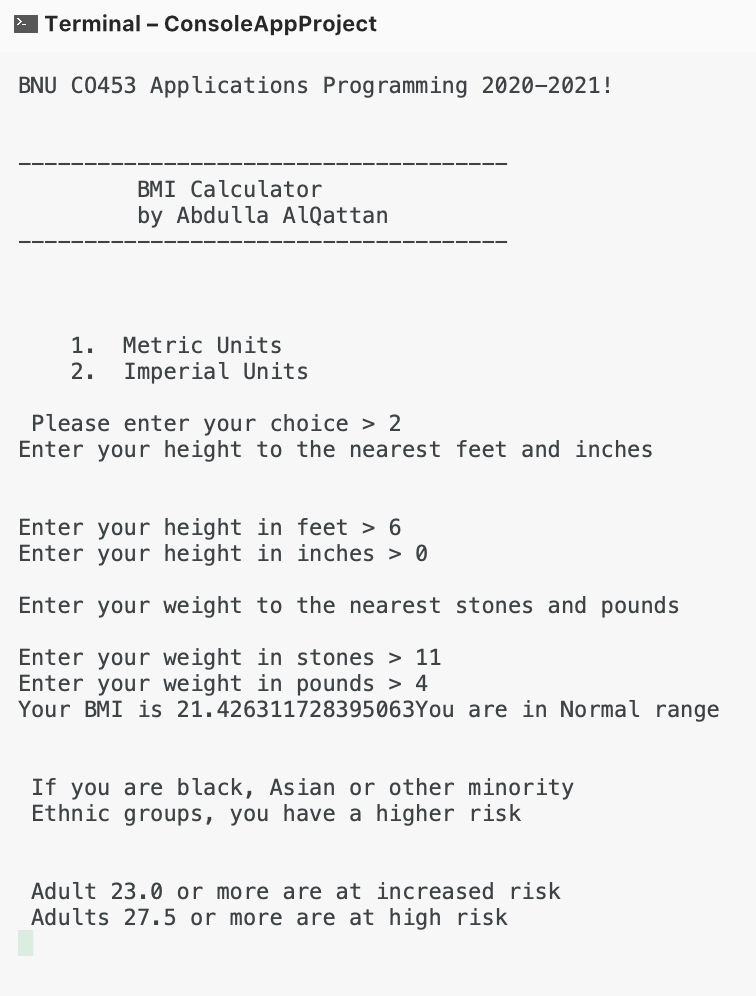 Terminal – ConsoleAppProject
BNU CO453 Applications Programming 2020-2021!
-------------------------------------
BMI Calculator
by Abdulla AlQattan
-------------------------------------
1.  Metric Units
2.  Imperial Units
Please enter your choice > 2
Enter your height to the nearest feet and inches
Enter your height in feet > 6
Enter your height in inches > 0
Enter your weight to the nearest stones and pounds
Enter your weight in stones > 11
Enter your weight in pounds > 4
Your BMI is 21.426311728395063You are in Normal range
If you are black, Asian or other minority
Ethnic groups, you have a higher risk
Adult 23.0 or more are at increased risk
Adults 27.5 or more are at high risk